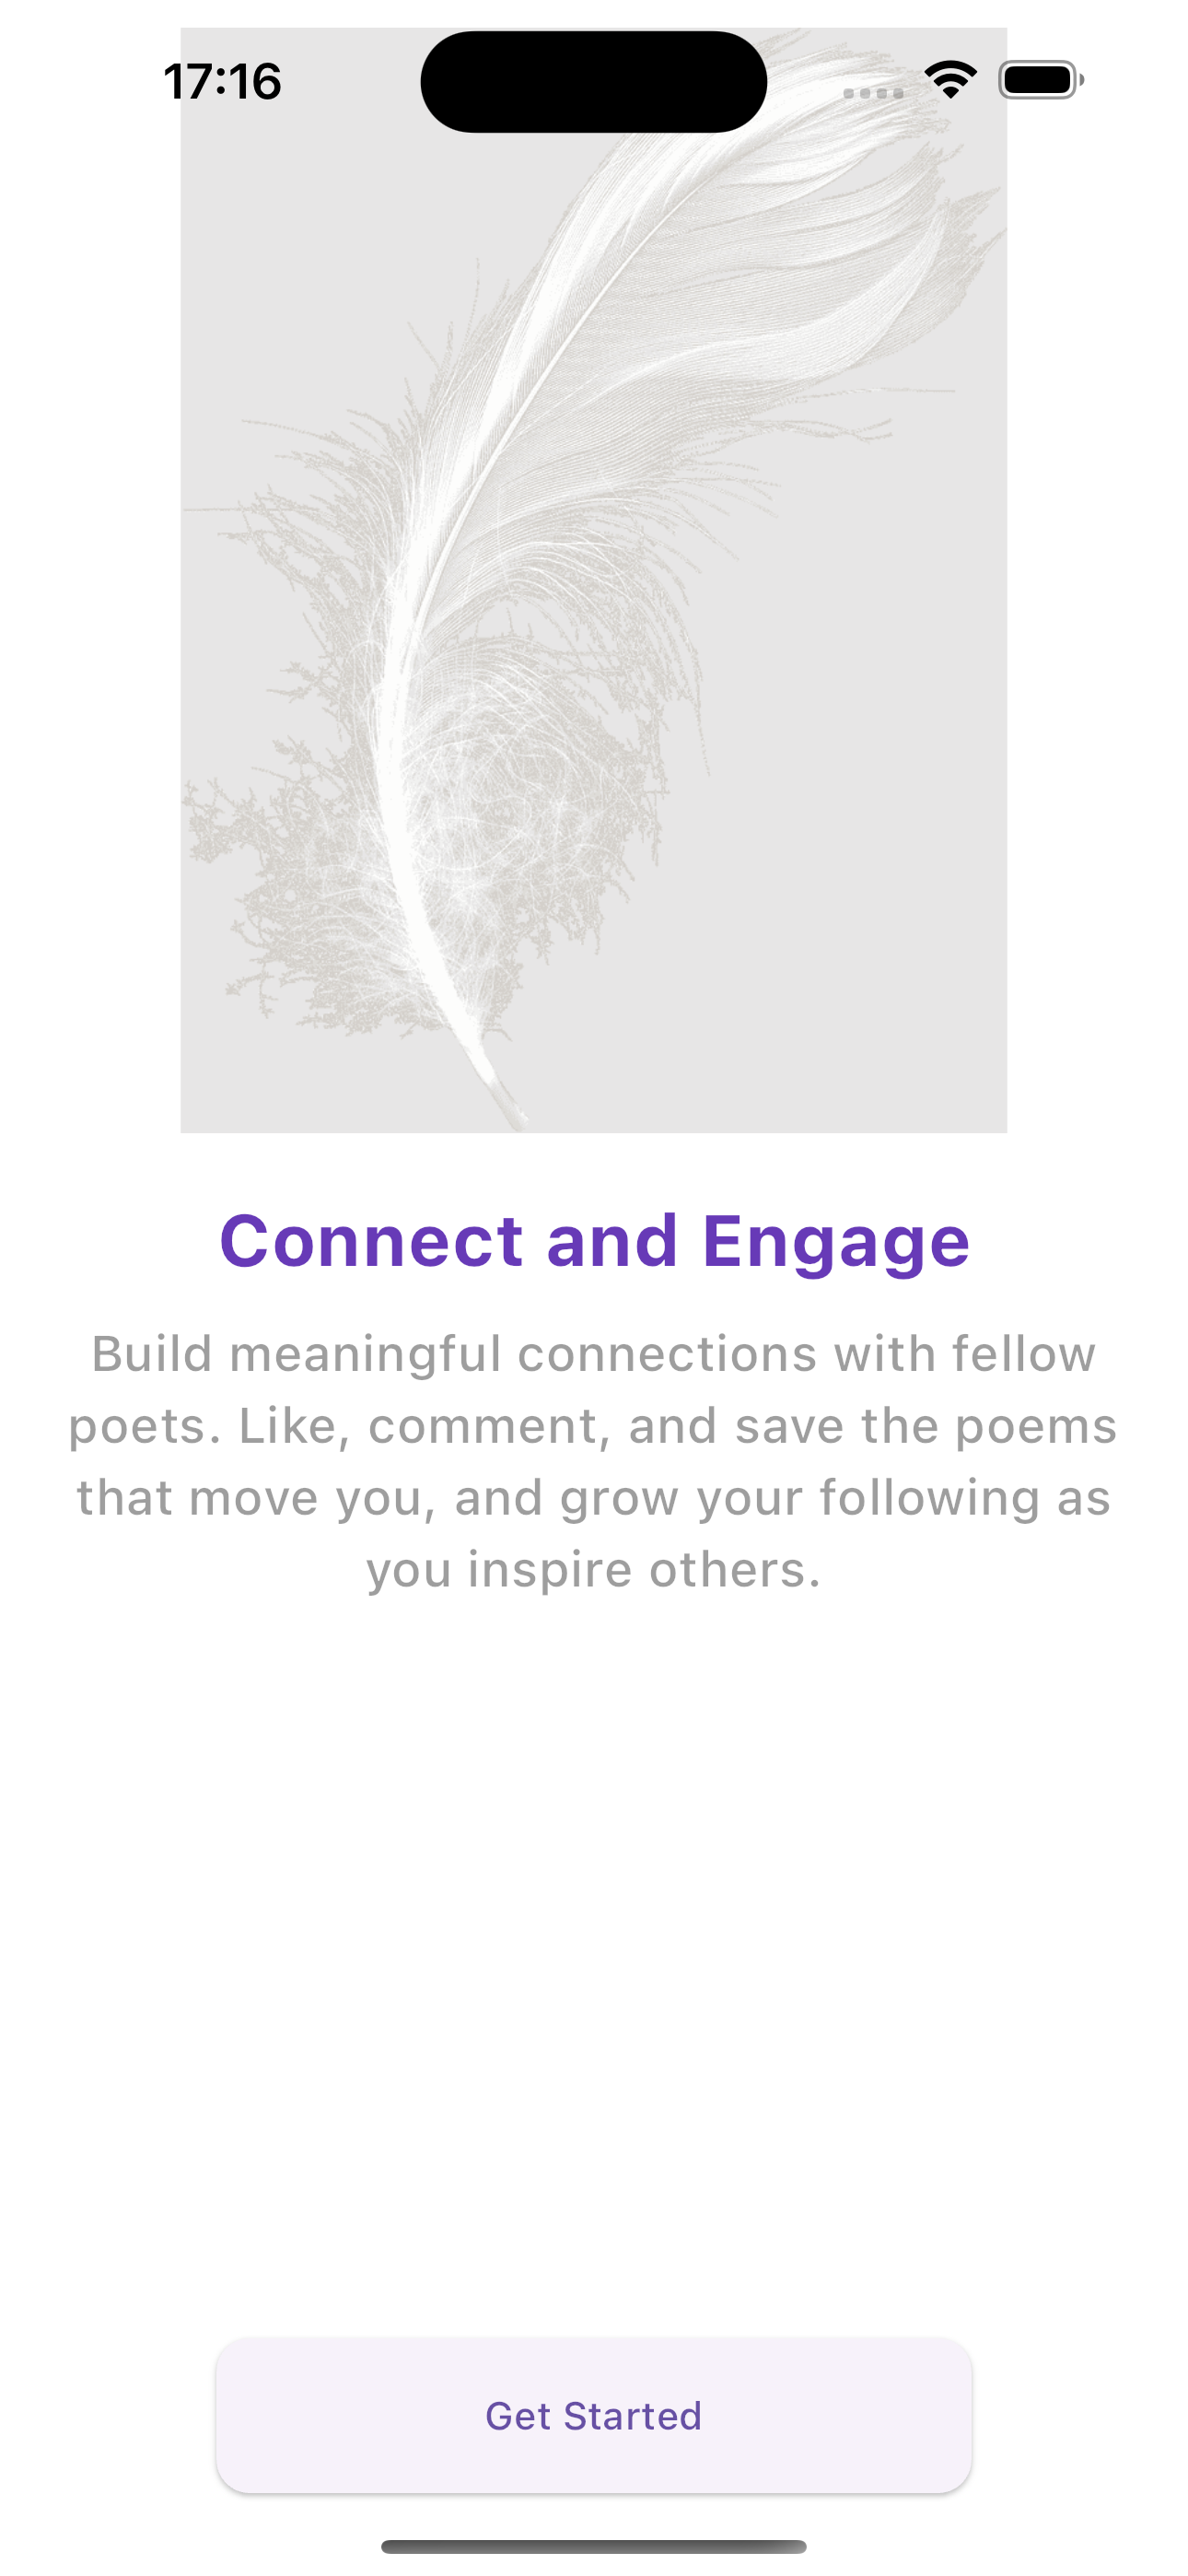 17:16
Connect and Engage
Build meaningful connections with fellow
poets. Like, comment, and save the poems
that move you, and grow your following as
you inspire others.
Get Started